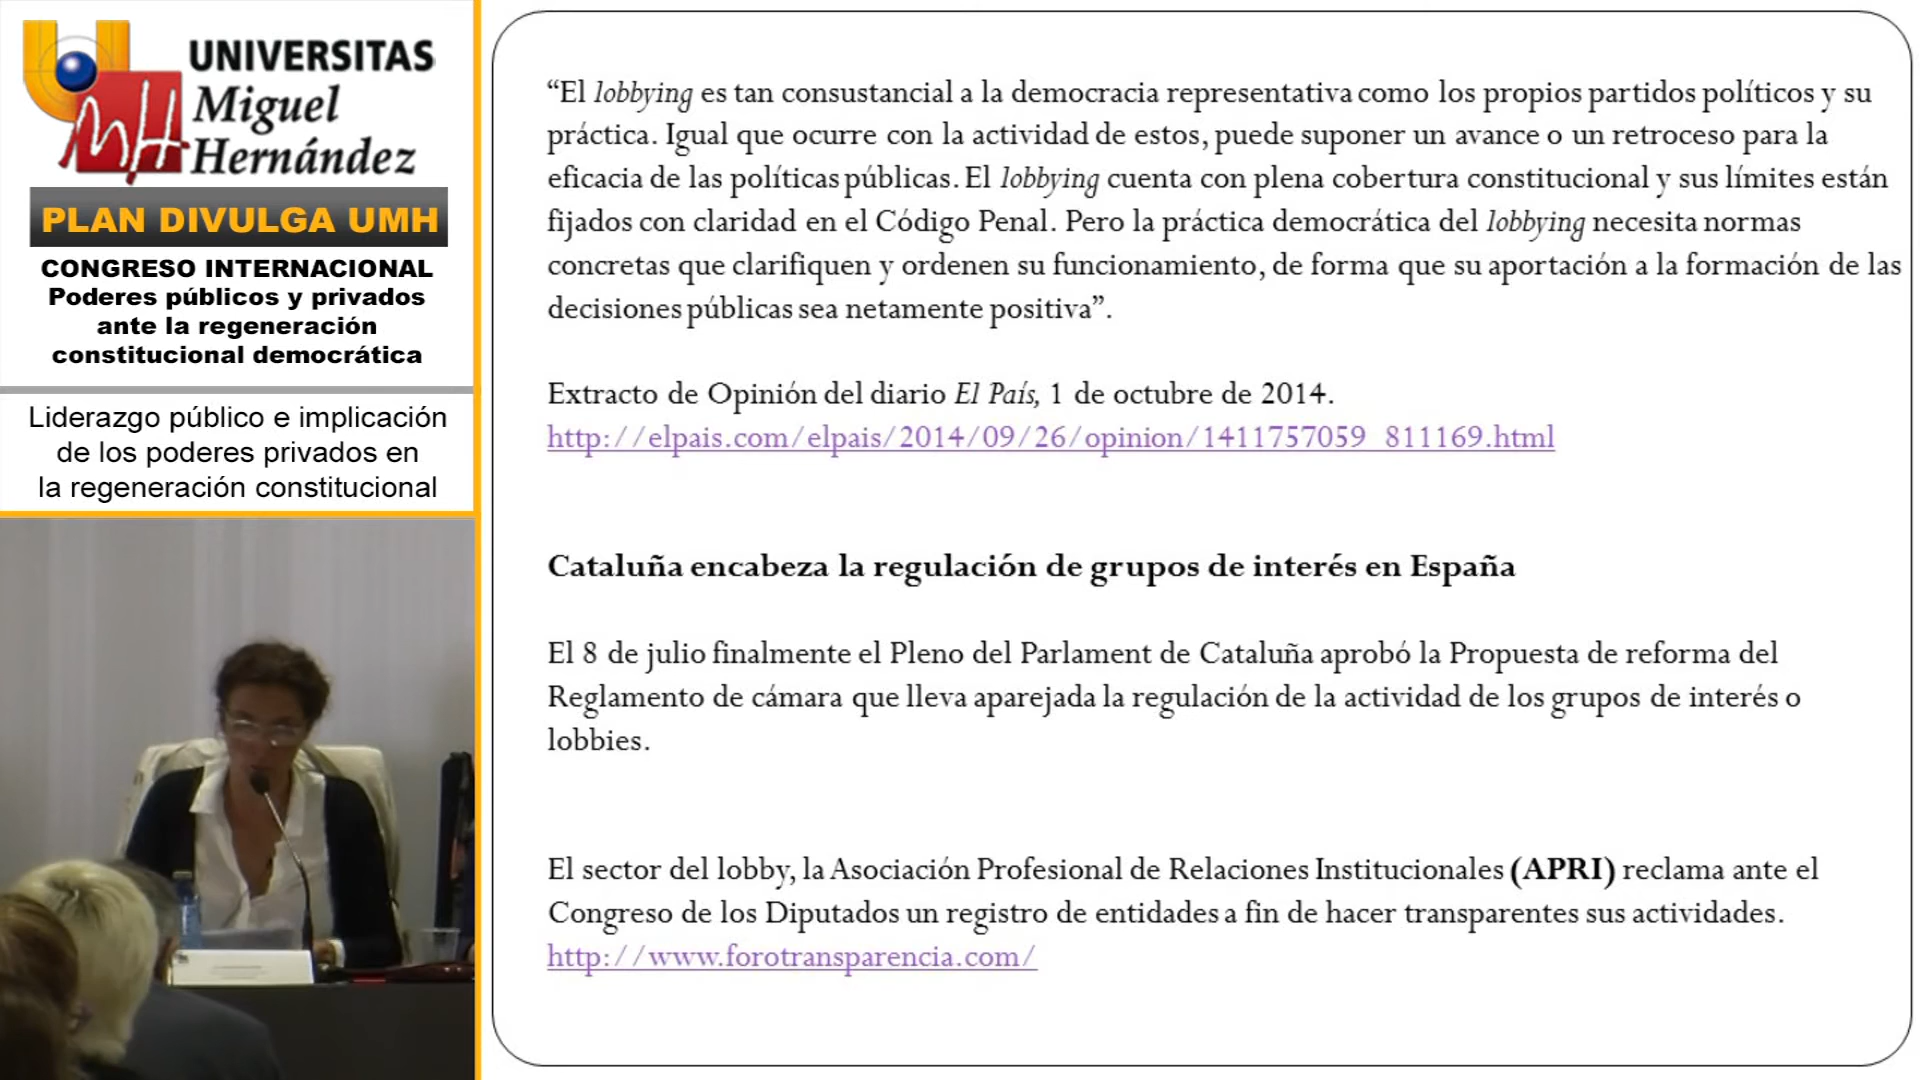 UNIVERSITAS
Miguel
Hernández
PLAN DIVULGA UMH
CONGRESO INTERNACIONAL
Poderes públicos y privados
ante la regeneración
constitucional democrática
Liderazgo público e implicación
de los poderes privados en
la regeneración constitucional
“El lobbying es tan consustancial a la democracia representativa como los propios partidos políticos y su
práctica. Igual que ocurre con la actividad de estos, puede suponer un avance o un retroceso para la
eficacia de las políticas públicas. El lobbying cuenta con plena cobertura constitucional y sus límites están
fijados con claridad en el Código Penal. Pero la práctica democrática del lobbying necesita normas
concretas que clarifiquen y ordenen su funcionamiento, de forma que su aportación a la formación de las
decisiones públicas sea netamente positiva”.
Extracto de Opinión del diario El País, 1 de octubre de 2014.
http://elpais.com/elpais/2014/09/26/opinion/1411757059_811169.html
Cataluña encabeza la regulación de grupos de interés en España
El 8 de julio finalmente el Pleno del Parlament de Cataluña aprobó la Propuesta de reforma del
Reglamento de cámara que lleva aparejada la regulación de la actividad de los grupos de interés o
lobbies.
El sector del lobby, la Asociación Profesional de Relaciones Institucionales (APRI) reclama ante el
Congreso de los Diputados un registro de entidades a fin de hacer transparentes sus actividades.
http://www.forotransparencia.com/